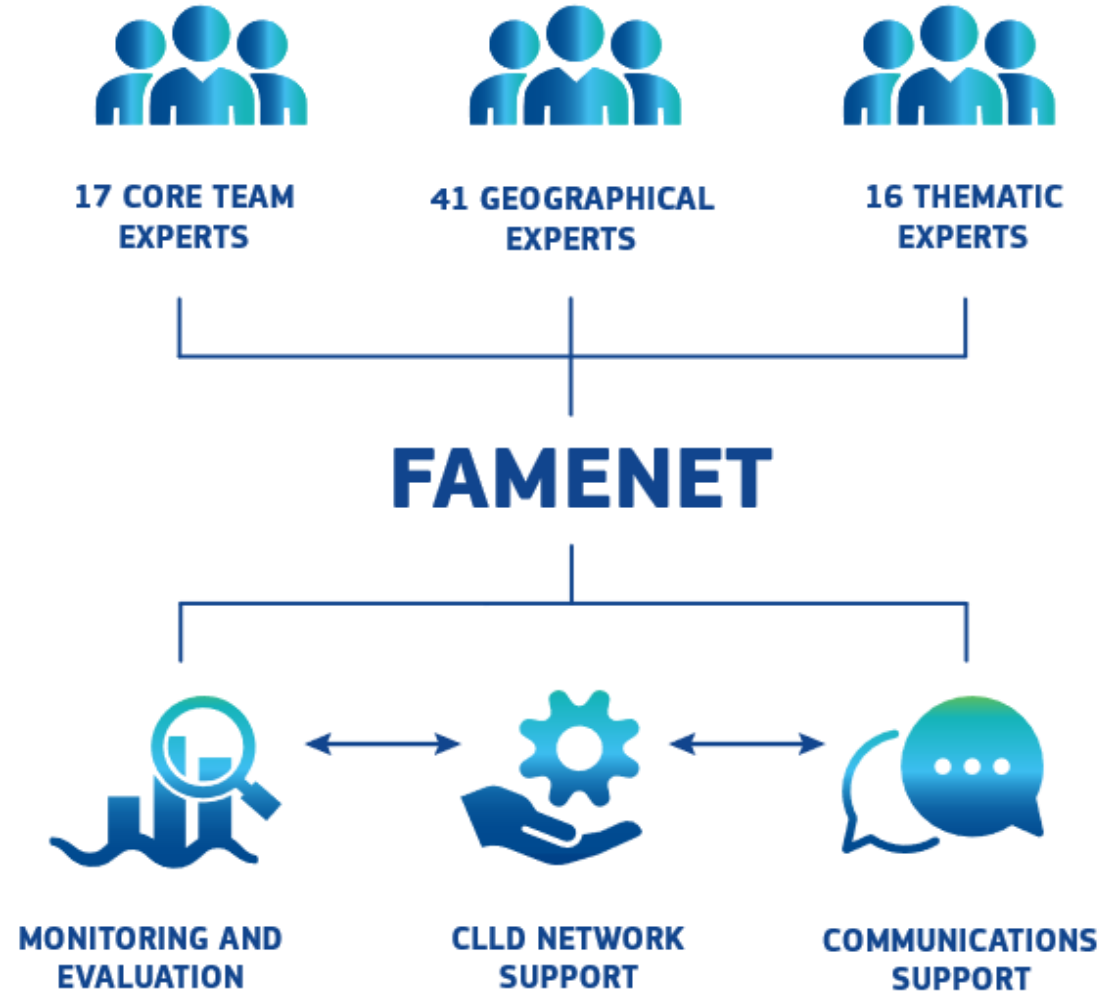 17 CORE TEAM
EXPERTS
41 GEOGRAPHICAL
EXPERTS
16 THEMATIC
EXPERTS
FAMENET
MONITORING AND
EVALUATION
CLLD NETWORK
SUPPORT
COMMUNICATIONS
SUPPORT